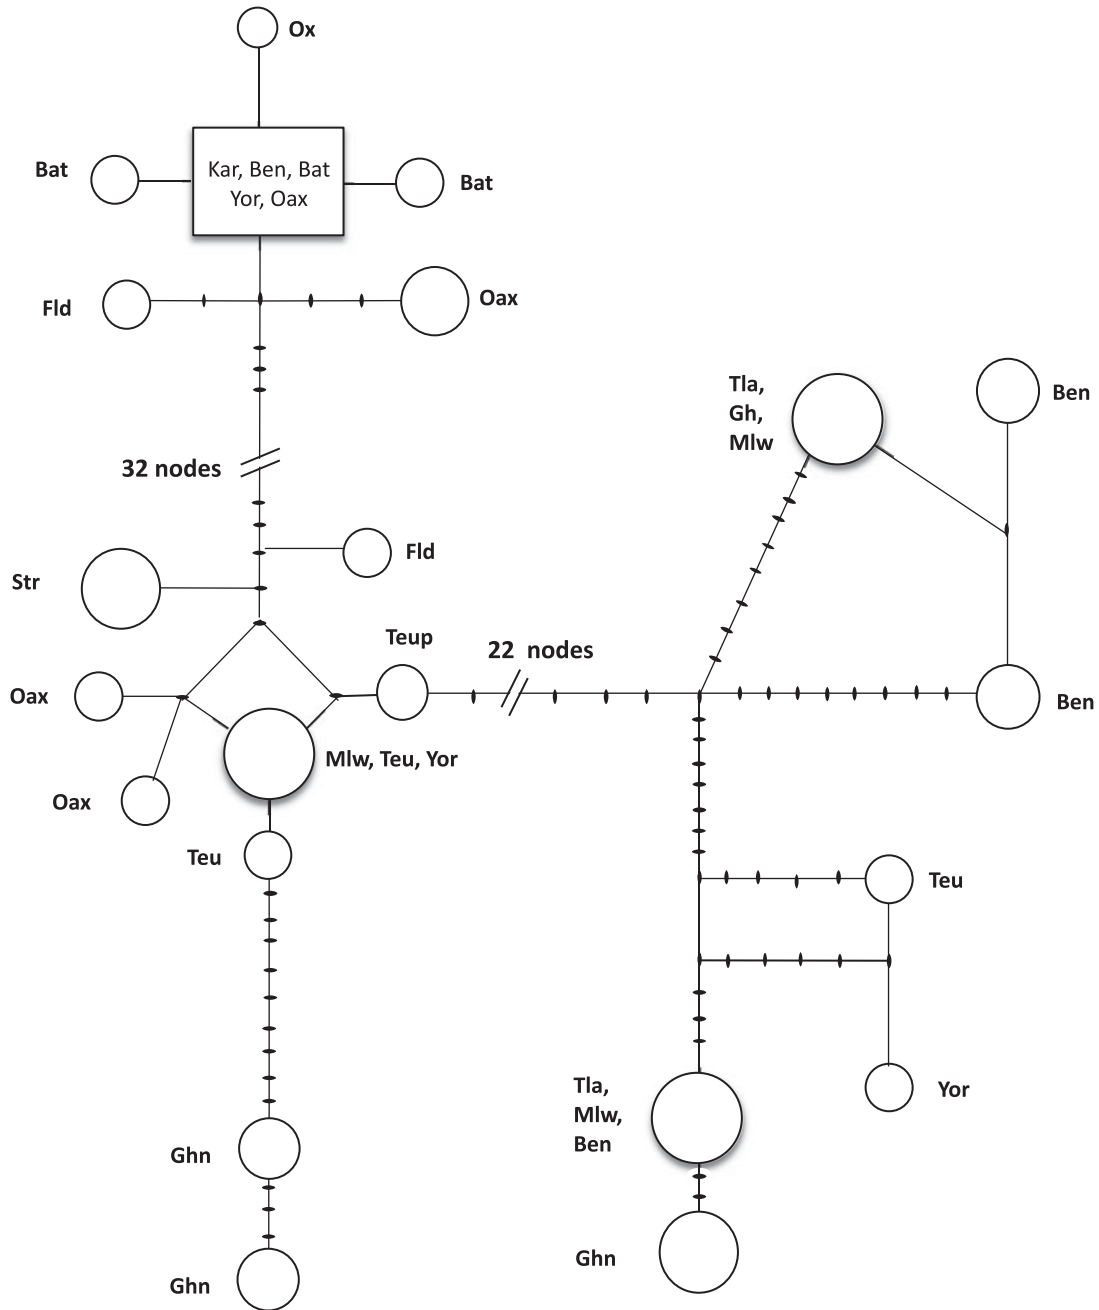 Ox
Bat
Kar, Ben, Bat
Yor, Oax
Bat
Fld
Oax
Tla,
Gh,
Mlw
Ben
32 nodes
Fld
Str
Teup
22 nodes
Oax
Ben
Mlw, Teu, Yor
Oax
Teu
Teu
Tla,
Mlw,
Ben
Yor
Ghn
Ghn
Ghn